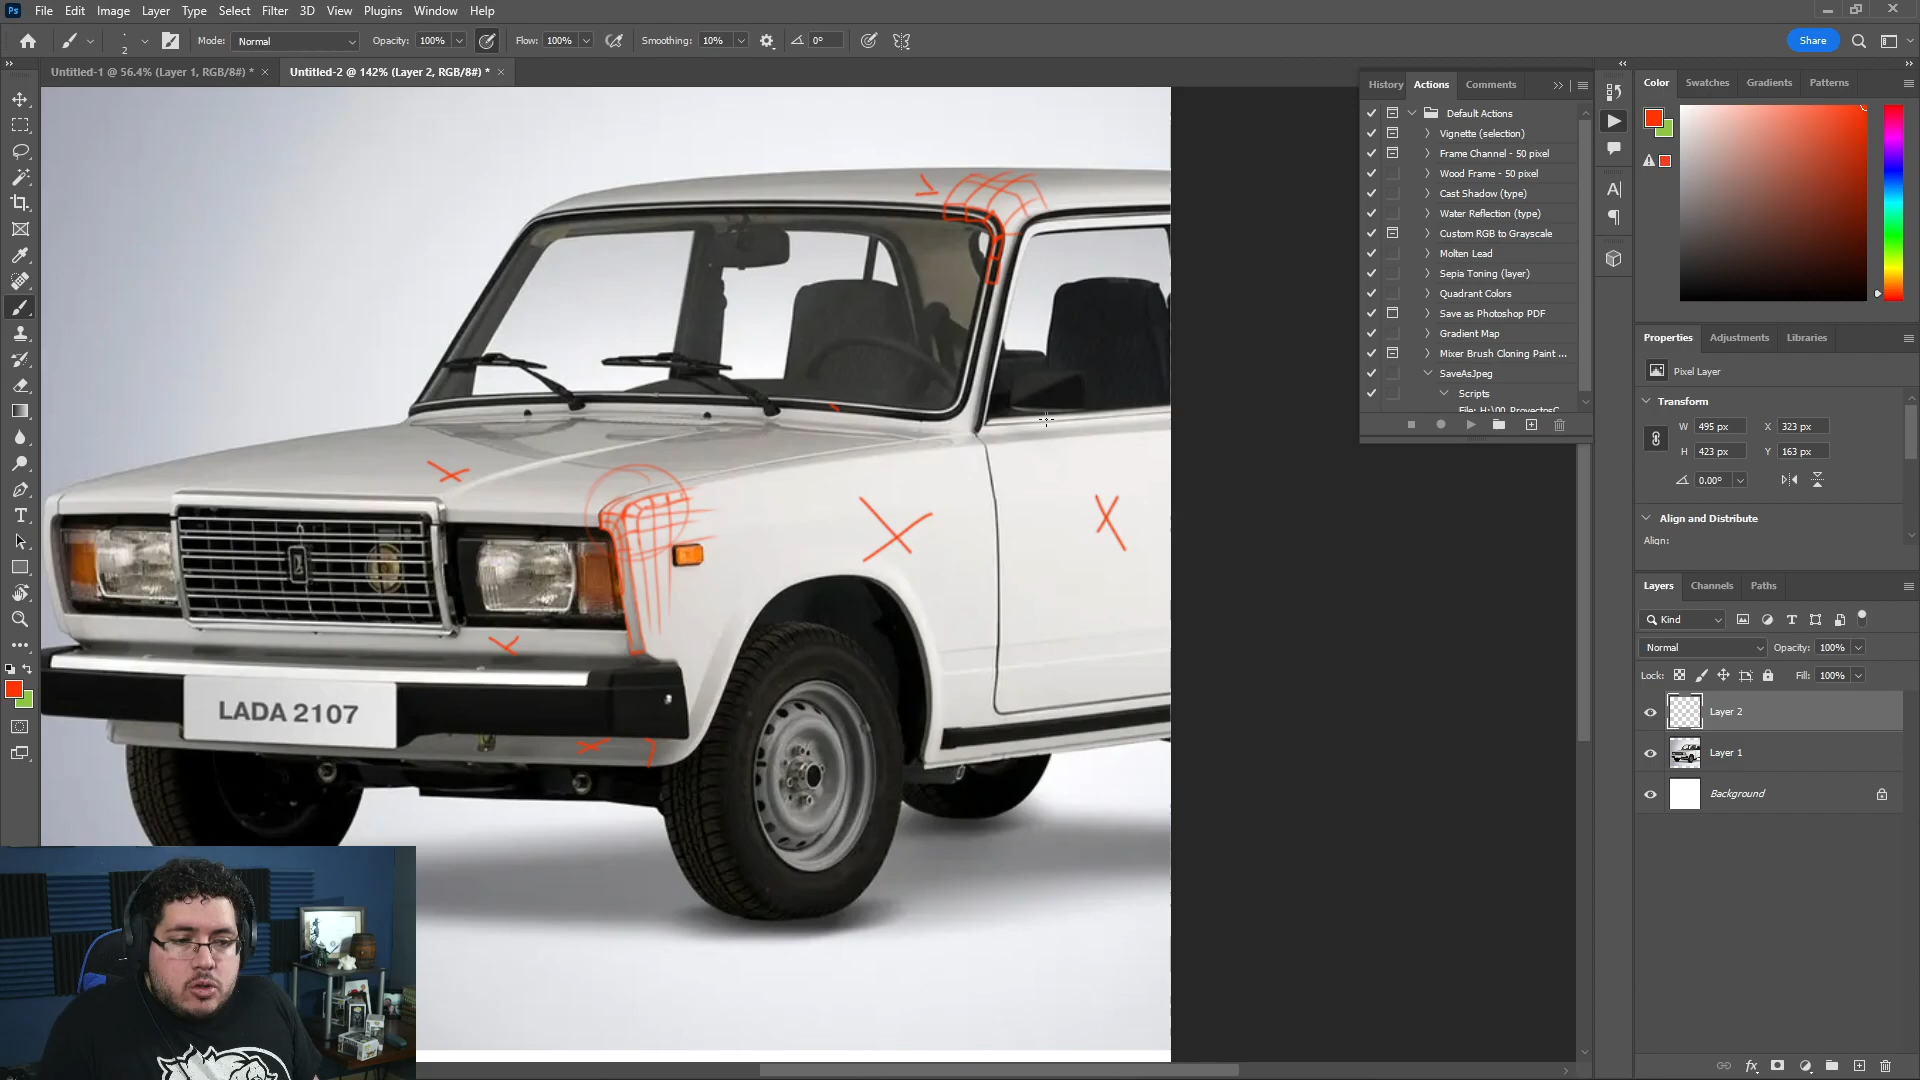 Ps File Edit Image Layer Type Select Filter 3D View Plugins Window Help
2 Mode: Normal Opacity: 100% Flow: 100% Smoothing: 10% 0° Share
Untitled-1 @ 56.4% (Layer 1, RGB/8#) * × Untitled-2 @ 142% (Layer 2, RGB/8#) * ×
History Actions Comments
Default Actions
Vignette (selection)
Frame Channel - 50 pixel
Wood Frame - 50 pixel
Cast Shadow (type)
Water Reflection (type)
Custom RGB to Grayscale
Molten Lead
Sepia Toning (layer)
Quadrant Colors
Save as Photoshop PDF
Gradient Map
Mixer Brush Cloning Paint ...
SaveAsJpeg
Scripts
File: H:\00_ProyectosC
Color Swatches Gradients Patterns
Properties Adjustments Libraries
Pixel Layer
Transform
W 495 px X 323 px
H 423 px Y 163 px
0.00°
Align and Distribute
Align:
Layers Channels Paths
Kind
Normal Opacity: 100%
Lock: Fill: 100%
Layer 2
Layer 1
Background
LADA 2107